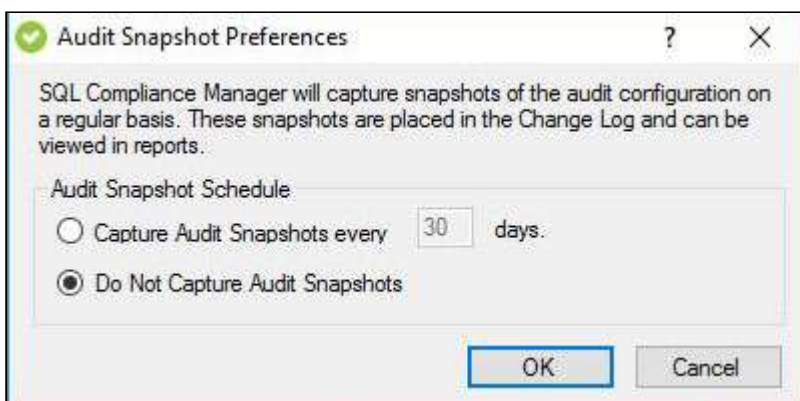 Audit Snapshot Preferences
?
SQL Compliance Manager will capture snapshots of the audit configuration on
a regular basis. These snapshots are placed in the Change Log and can be
viewed in reports.
Audit Snapshot Schedule
Capture Audit Snapshots every 30 days.
Do Not Capture Audit Snapshots
OK Cancel